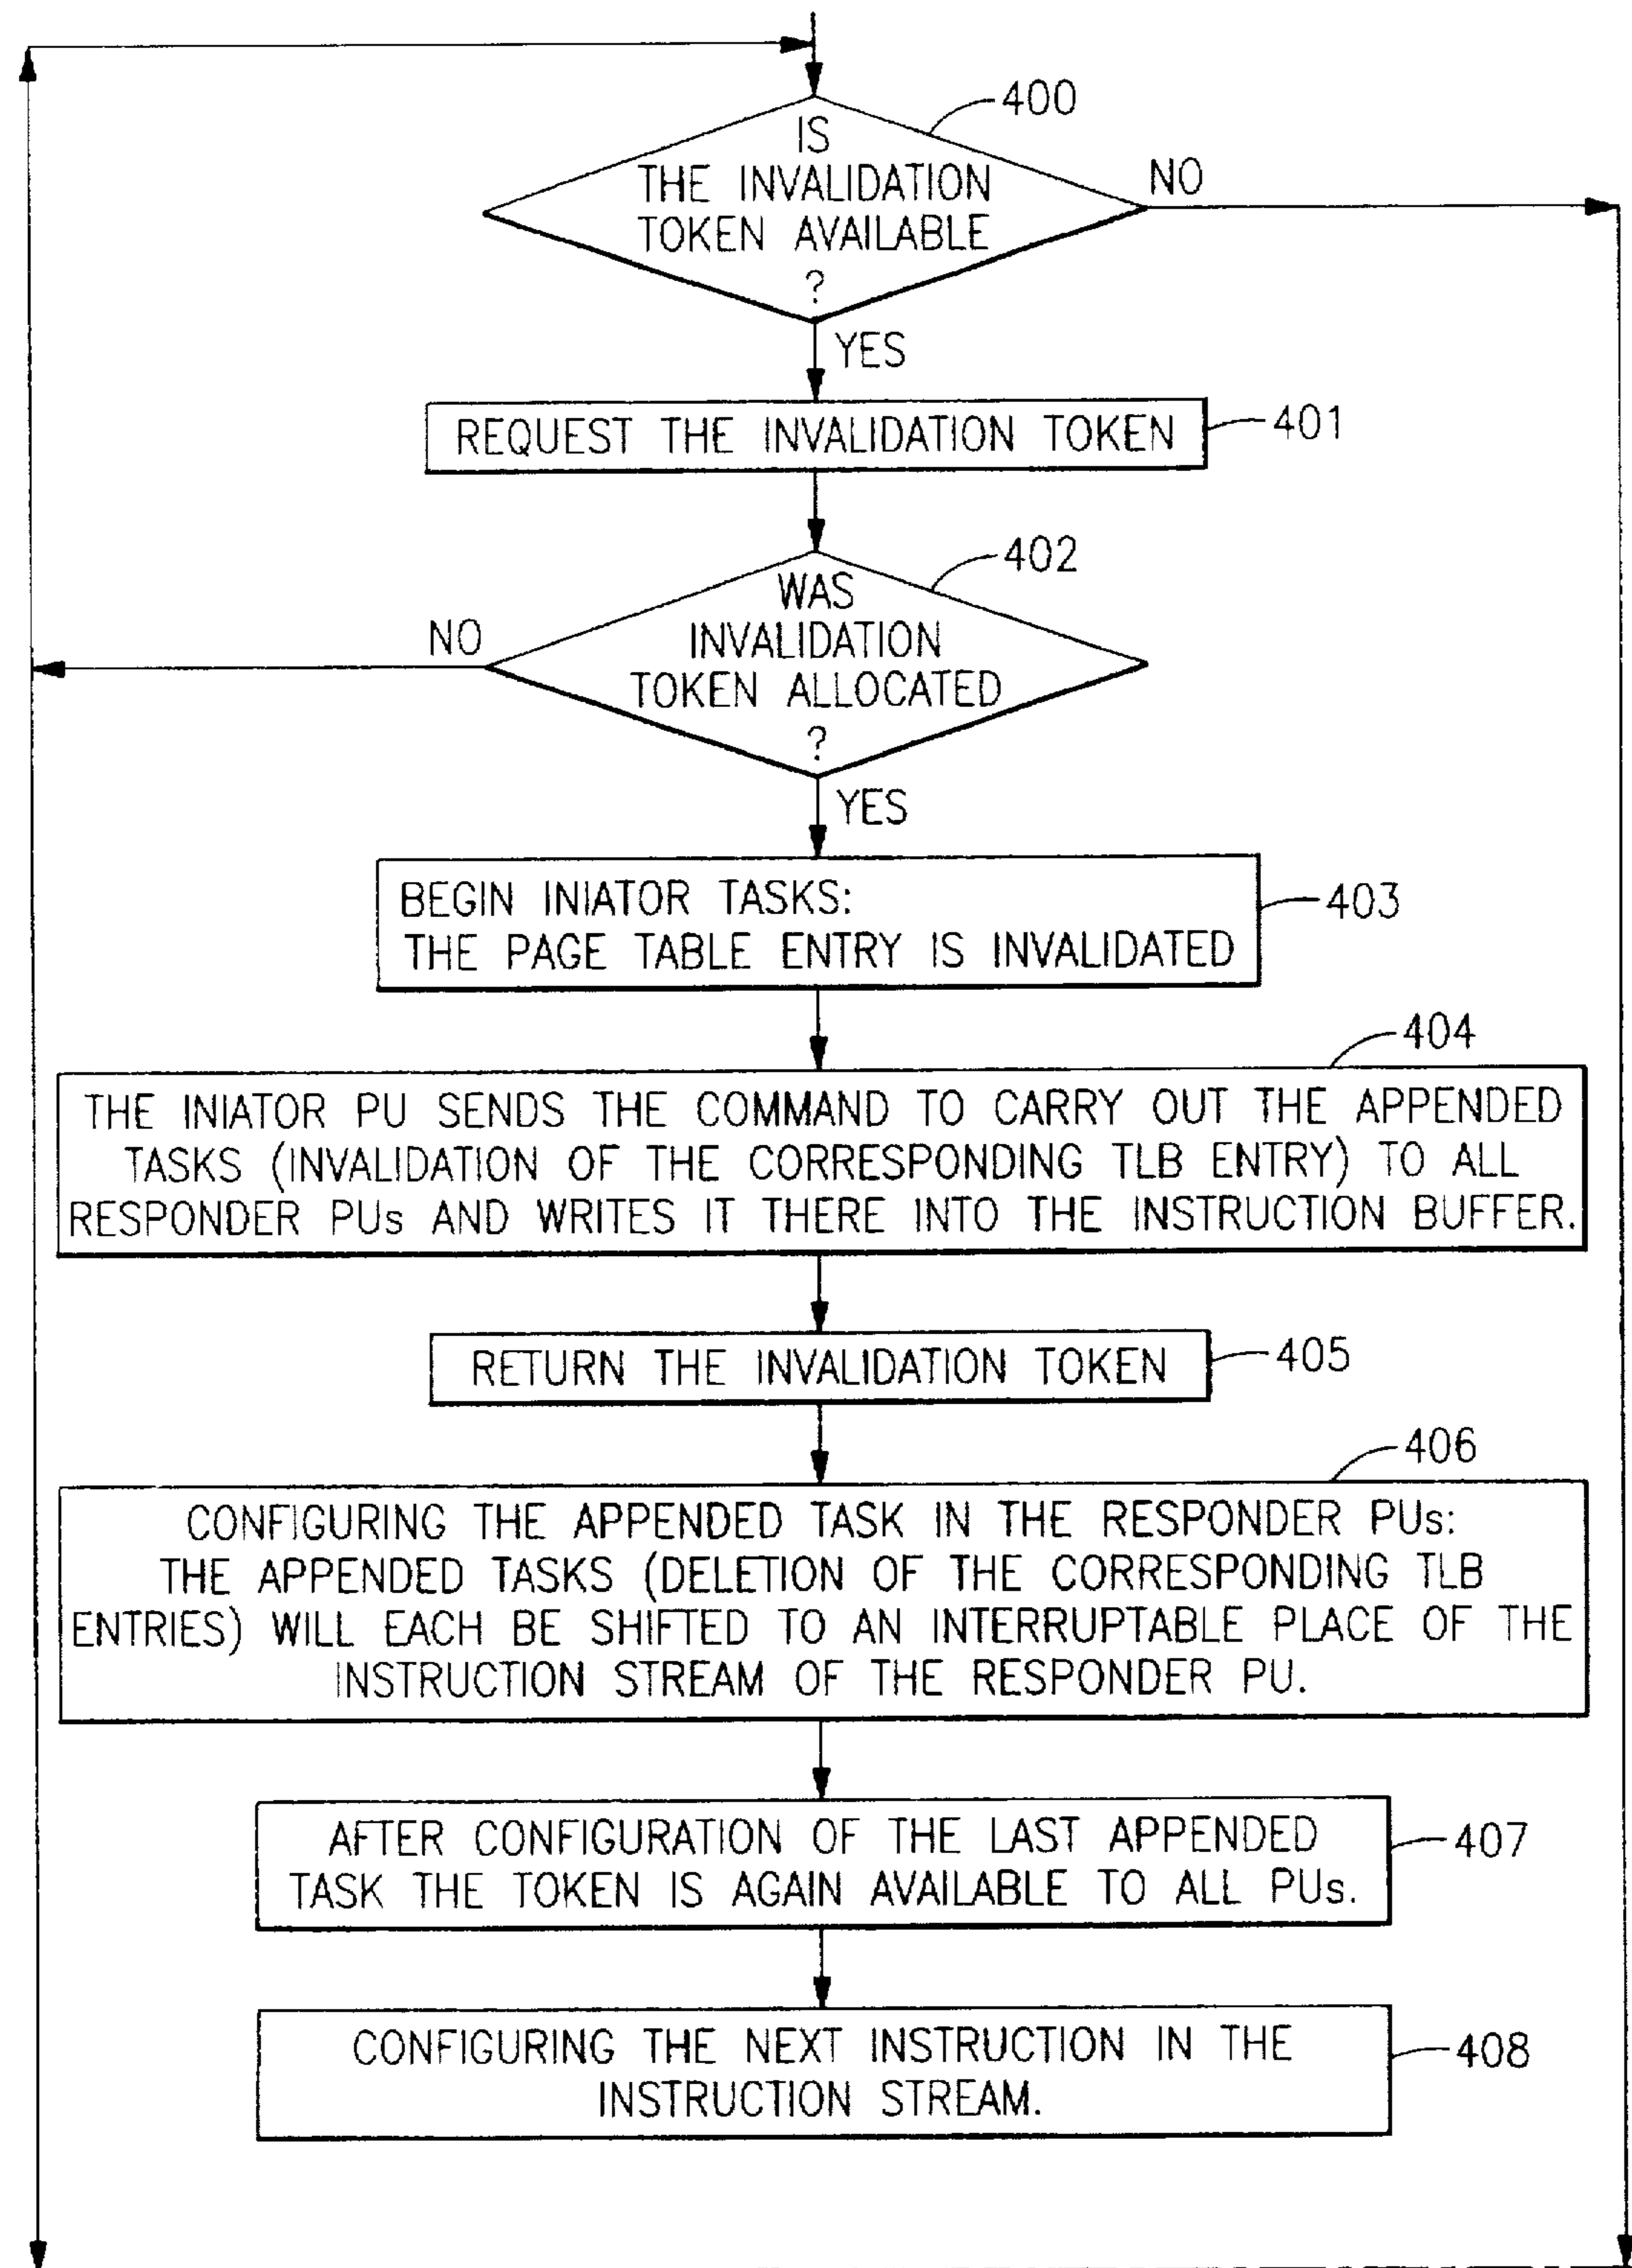 400
IS
THE INVALIDATION
TOKEN AVAILABLE
?
NO
YES
REQUEST THE INVALIDATION TOKEN
401
402
WAS
INVALIDATION
TOKEN ALLOCATED
?
NO
YES
BEGIN INIATOR TASKS:
THE PAGE TABLE ENTRY IS INVALIDATED
403
404
THE INIATOR PU SENDS THE COMMAND TO CARRY OUT THE APPENDED
TASKS (INVALIDATION OF THE CORRESPONDING TLB ENTRY) TO ALL
RESPONDER PUs AND WRITES IT THERE INTO THE INSTRUCTION BUFFER.
RETURN THE INVALIDATION TOKEN
405
406
CONFIGURING THE APPENDED TASK IN THE RESPONDER PUs:
THE APPENDED TASKS (DELETION OF THE CORRESPONDING TLB
ENTRIES) WILL EACH BE SHIFTED TO AN INTERRUPTABLE PLACE OF THE
INSTRUCTION STREAM OF THE RESPONDER PU.
AFTER CONFIGURATION OF THE LAST APPENDED
TASK THE TOKEN IS AGAIN AVAILABLE TO ALL PUs.
407
CONFIGURING THE NEXT INSTRUCTION IN THE
INSTRUCTION STREAM.
408